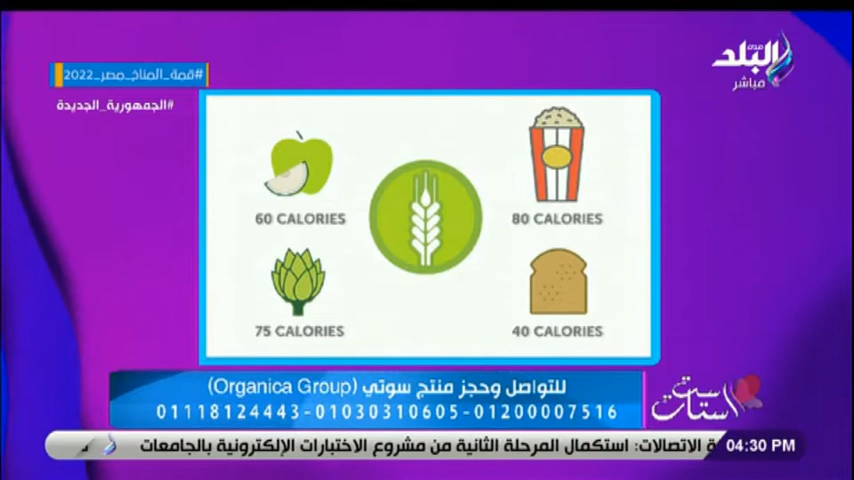 #قمة_المناخ_مصر_2022
#الجمهورية_الجديدة
صدى
البلد
مباشر
60 CALORIES
80 CALORIES
75 CALORIES
40 CALORIES
للتواصل وحجز منتج سوتي (Organica Group)
01118124443-01030310605-01200007516
ست
الستات
ة الاتصالات: استكمال المرحلة الثانية من مشروع الاختبارات الإلكترونية بالجامعات
04:30 PM